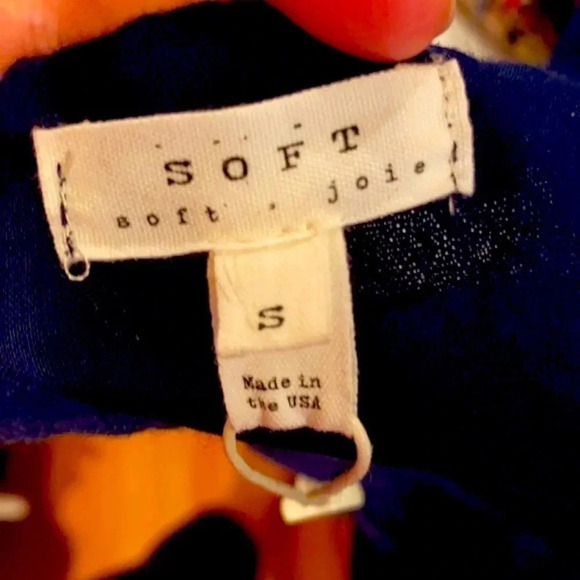 SOFT
soft joie
S
Made in
the USA